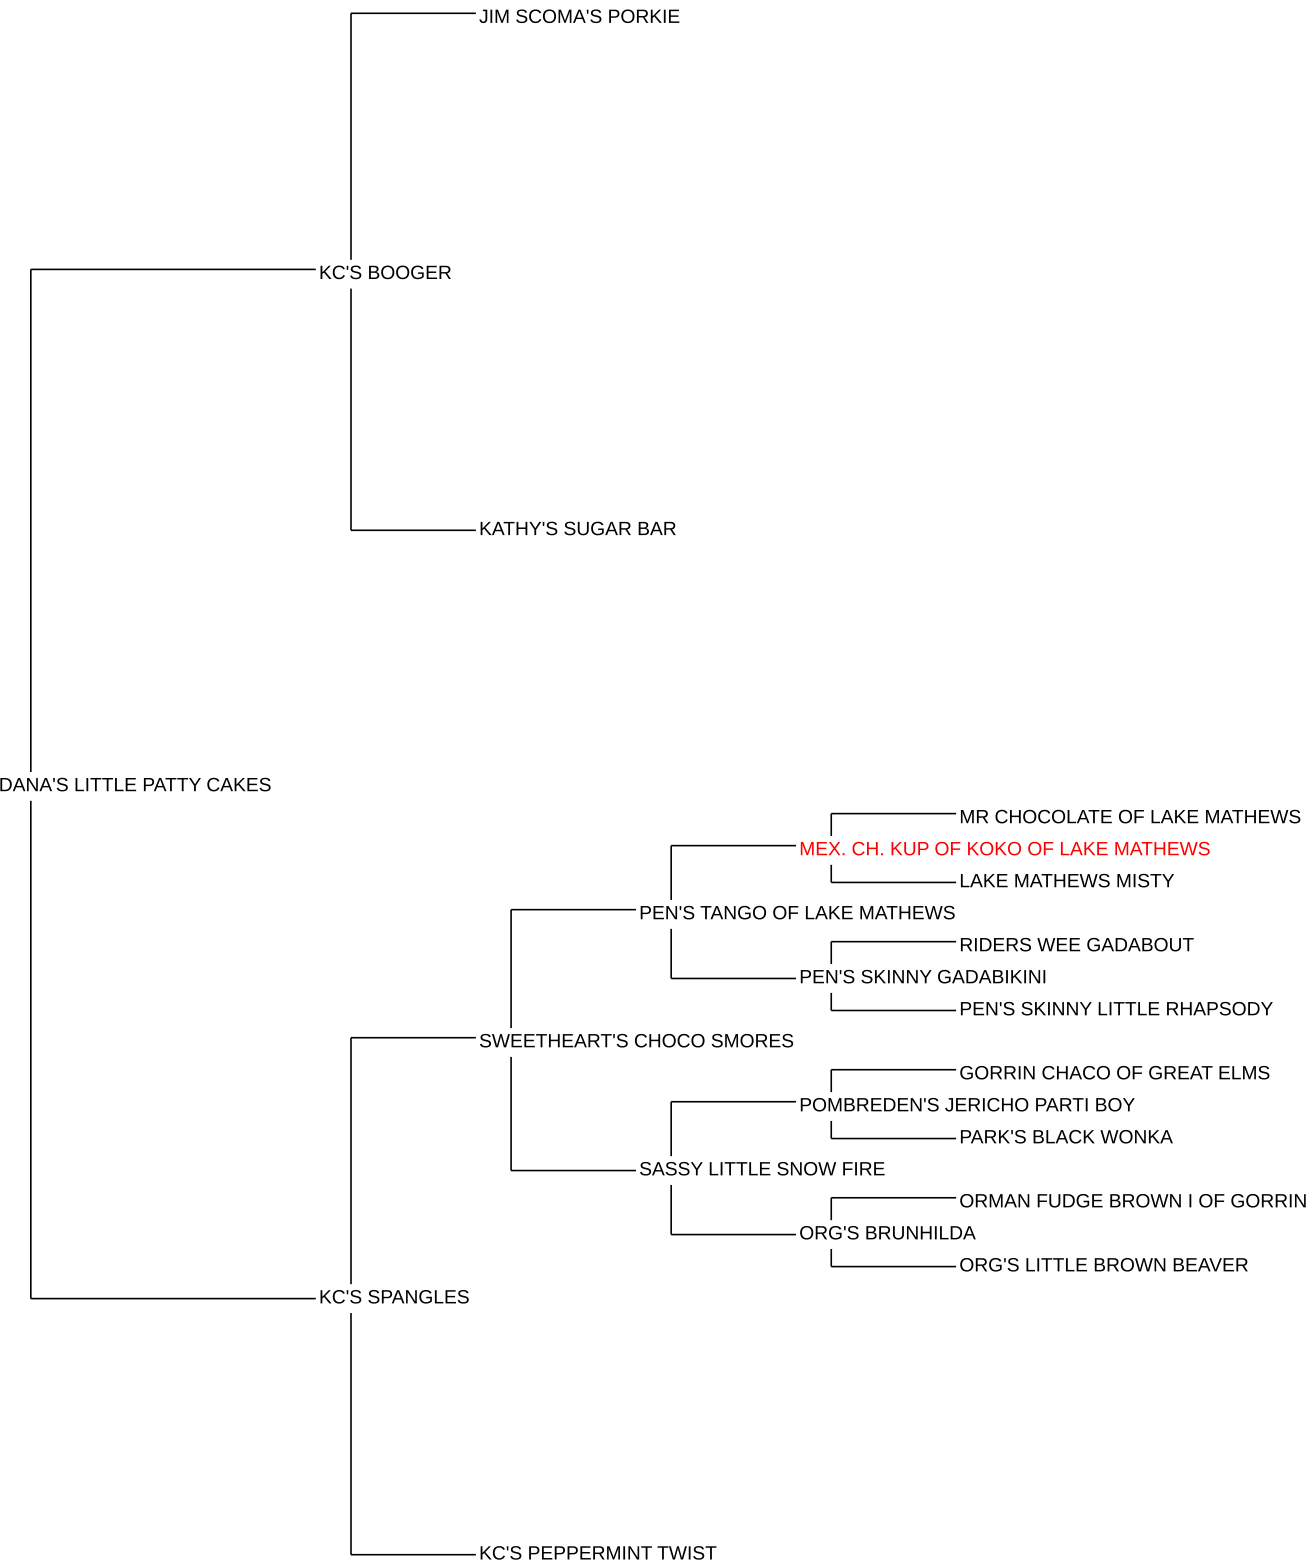 JIM SCOMA'S PORKIE
KC'S BOOGER
KATHY'S SUGAR BAR
DANA'S LITTLE PATTY CAKES
MR CHOCOLATE OF LAKE MATHEWS
MEX. CH. KUP OF KOKO OF LAKE MATHEWS
LAKE MATHEWS MISTY
PEN'S TANGO OF LAKE MATHEWS
RIDERS WEE GADABOUT
PEN'S SKINNY GADABIKINI
PEN'S SKINNY LITTLE RHAPSODY
SWEETHEART'S CHOCO SMORES
GORRIN CHACO OF GREAT ELMS
POMBREDEN'S JERICHO PARTI BOY
PARK'S BLACK WONKA
SASSY LITTLE SNOW FIRE
ORMAN FUDGE BROWN I OF GORRIN
ORG'S BRUNHILDA
ORG'S LITTLE BROWN BEAVER
KC'S SPANGLES
KC'S PEPPERMINT TWIST